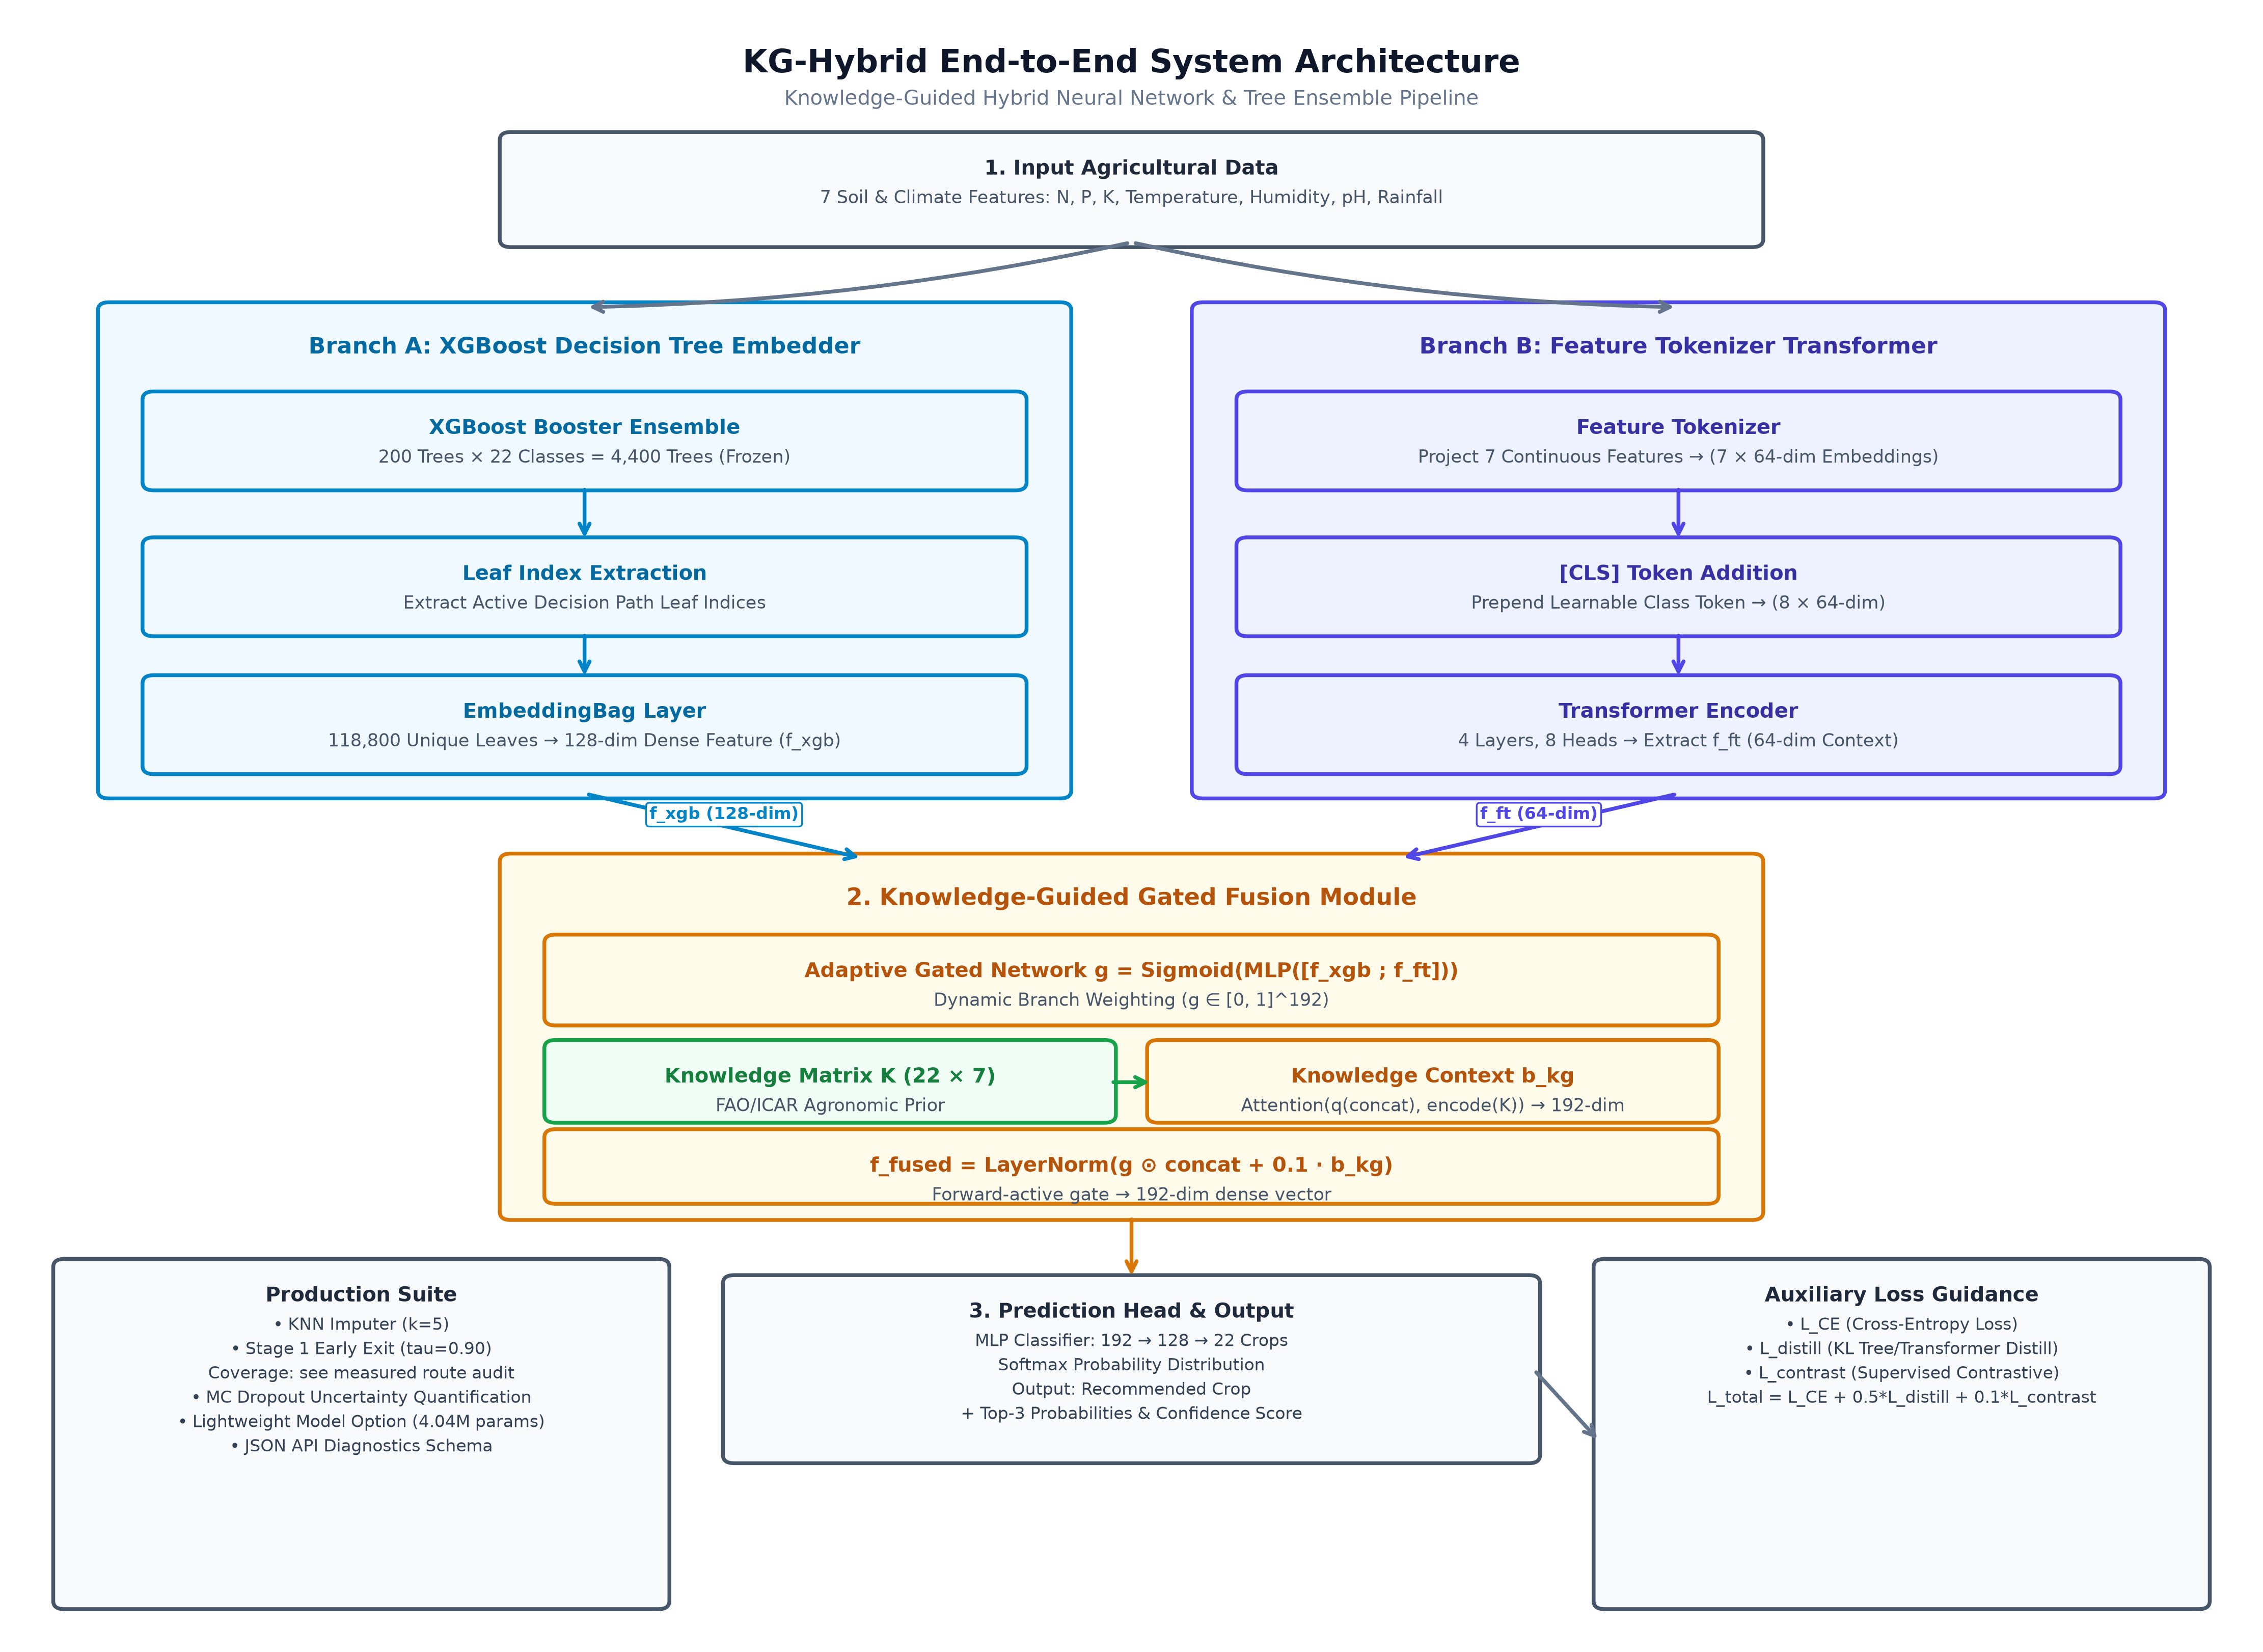 KG-Hybrid End-to-End System Architecture
Knowledge-Guided Hybrid Neural Network & Tree Ensemble Pipeline
1. Input Agricultural Data
7 Soil & Climate Features: N, P, K, Temperature, Humidity, pH, Rainfall
Branch A: XGBoost Decision Tree Embedder
XGBoost Booster Ensemble
200 Trees × 22 Classes = 4,400 Trees (Frozen)
Leaf Index Extraction
Extract Active Decision Path Leaf Indices
EmbeddingBag Layer
118,800 Unique Leaves → 128-dim Dense Feature (f_xgb)
f_xgb (128-dim)
Branch B: Feature Tokenizer Transformer
Feature Tokenizer
Project 7 Continuous Features → (7 × 64-dim Embeddings)
[CLS] Token Addition
Prepend Learnable Class Token → (8 × 64-dim)
Transformer Encoder
4 Layers, 8 Heads → Extract f_ft (64-dim Context)
f_ft (64-dim)
2. Knowledge-Guided Gated Fusion Module
Adaptive Gated Network g = Sigmoid(MLP([f_xgb ; f_ft]))
Dynamic Branch Weighting (g ∈ [0, 1]^192)
Knowledge Matrix K (22 × 7)
FAO/ICAR Agronomic Prior
Knowledge Context b_kg
Attention(q(concat), encode(K)) → 192-dim
f_fused = LayerNorm(g ⊙ concat + 0.1 · b_kg)
Forward-active gate → 192-dim dense vector
Production Suite
• KNN Imputer (k=5)
• Stage 1 Early Exit (tau=0.90)
Coverage: see measured route audit
• MC Dropout Uncertainty Quantification
• Lightweight Model Option (4.04M params)
• JSON API Diagnostics Schema
3. Prediction Head & Output
MLP Classifier: 192 → 128 → 22 Crops
Softmax Probability Distribution
Output: Recommended Crop
+ Top-3 Probabilities & Confidence Score
Auxiliary Loss Guidance
• L_CE (Cross-Entropy Loss)
• L_distill (KL Tree/Transformer Distill)
• L_contrast (Supervised Contrastive)
L_total = L_CE + 0.5*L_distill + 0.1*L_contrast